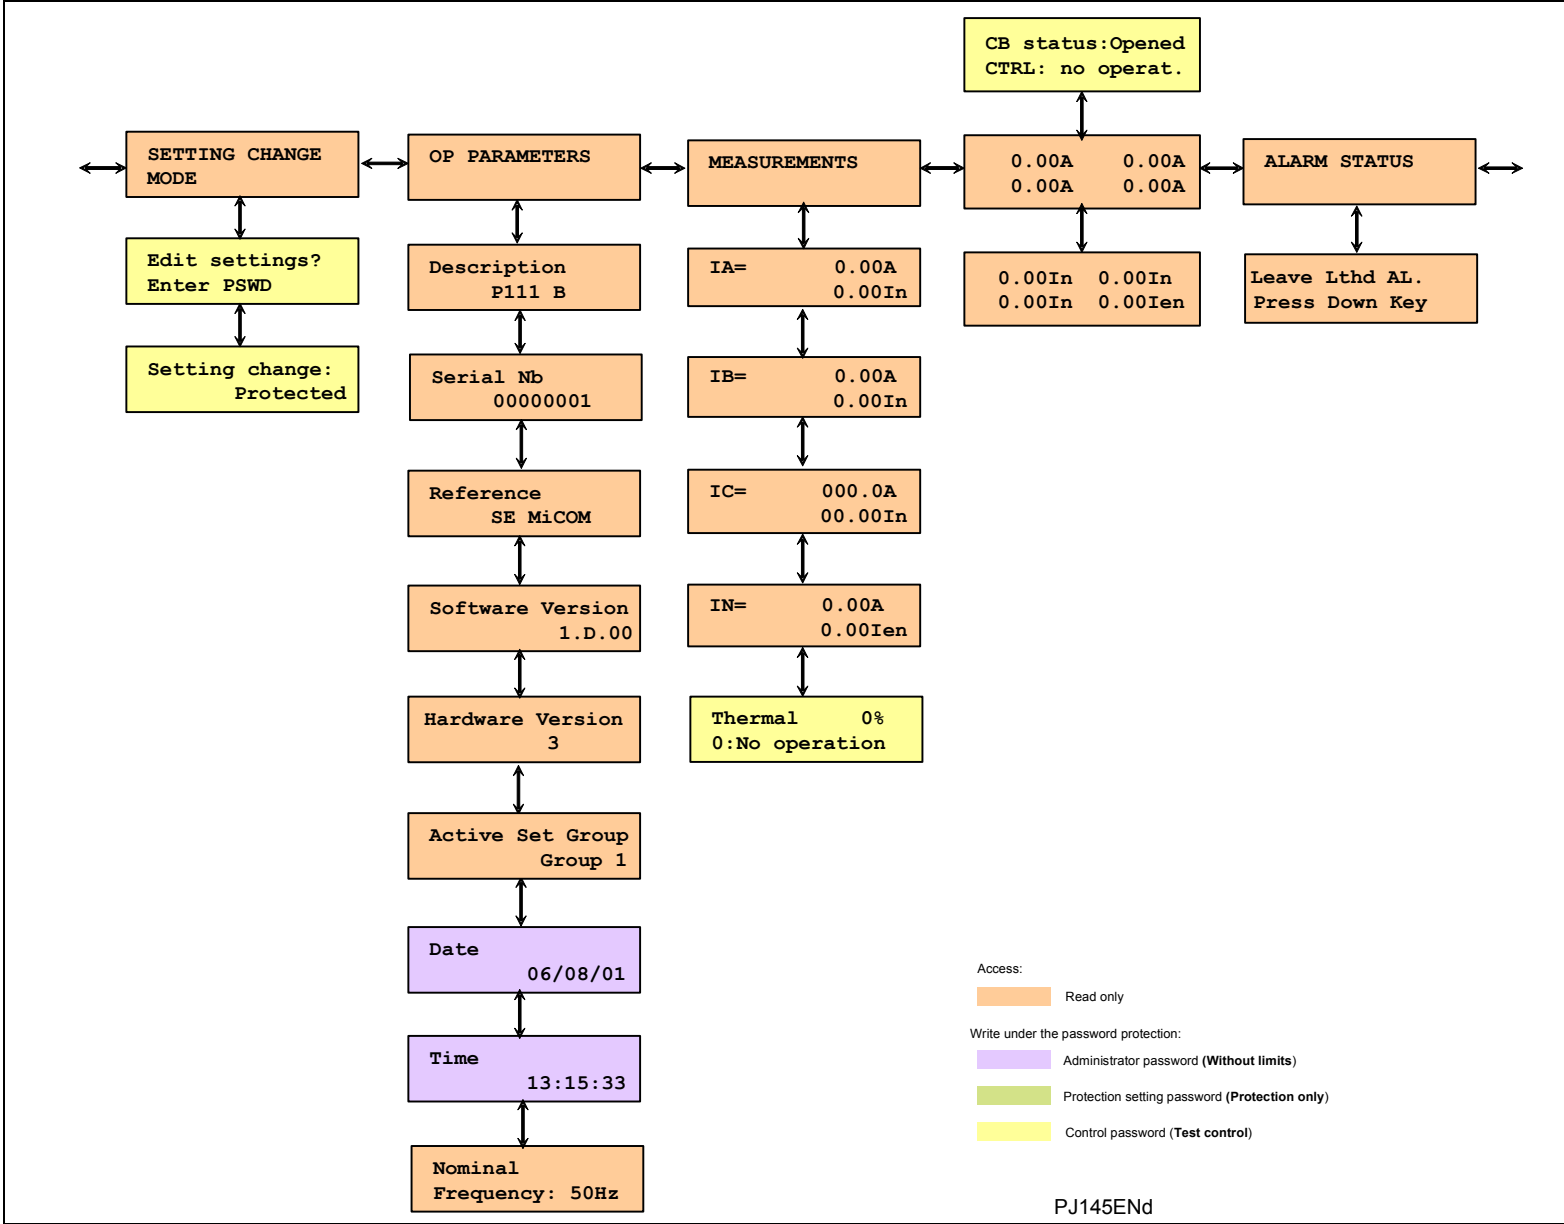 CB status:Opened
CTRL: no operat.
SETTING CHANGE
MODE
OP PARAMETERS
MEASUREMENTS
0.00A 0.00A
0.00A 0.00A
ALARM STATUS
Edit settings?
Enter PSWD
Setting change:
Protected
Description
P111 B
Serial Nb
00000001
Reference
SE MiCOM
Software Version
1.D.00
Hardware Version
3
Active Set Group
Group 1
Date
06/08/01
Time
13:15:33
Nominal
Frequency: 50Hz
IA= 0.00A
0.00In
IB= 0.00A
0.00In
IC= 000.0A
00.00In
IN= 0.00A
0.00Ien
Thermal 0%
0:No operation
0.00In 0.00In
0.00In 0.00Ien
Leave Lthd AL.
Press Down Key
Access:
Read only
Write under the password protection:
Administrator password (Without limits)
Protection setting password (Protection only)
Control password (Test control)
PJ145ENd